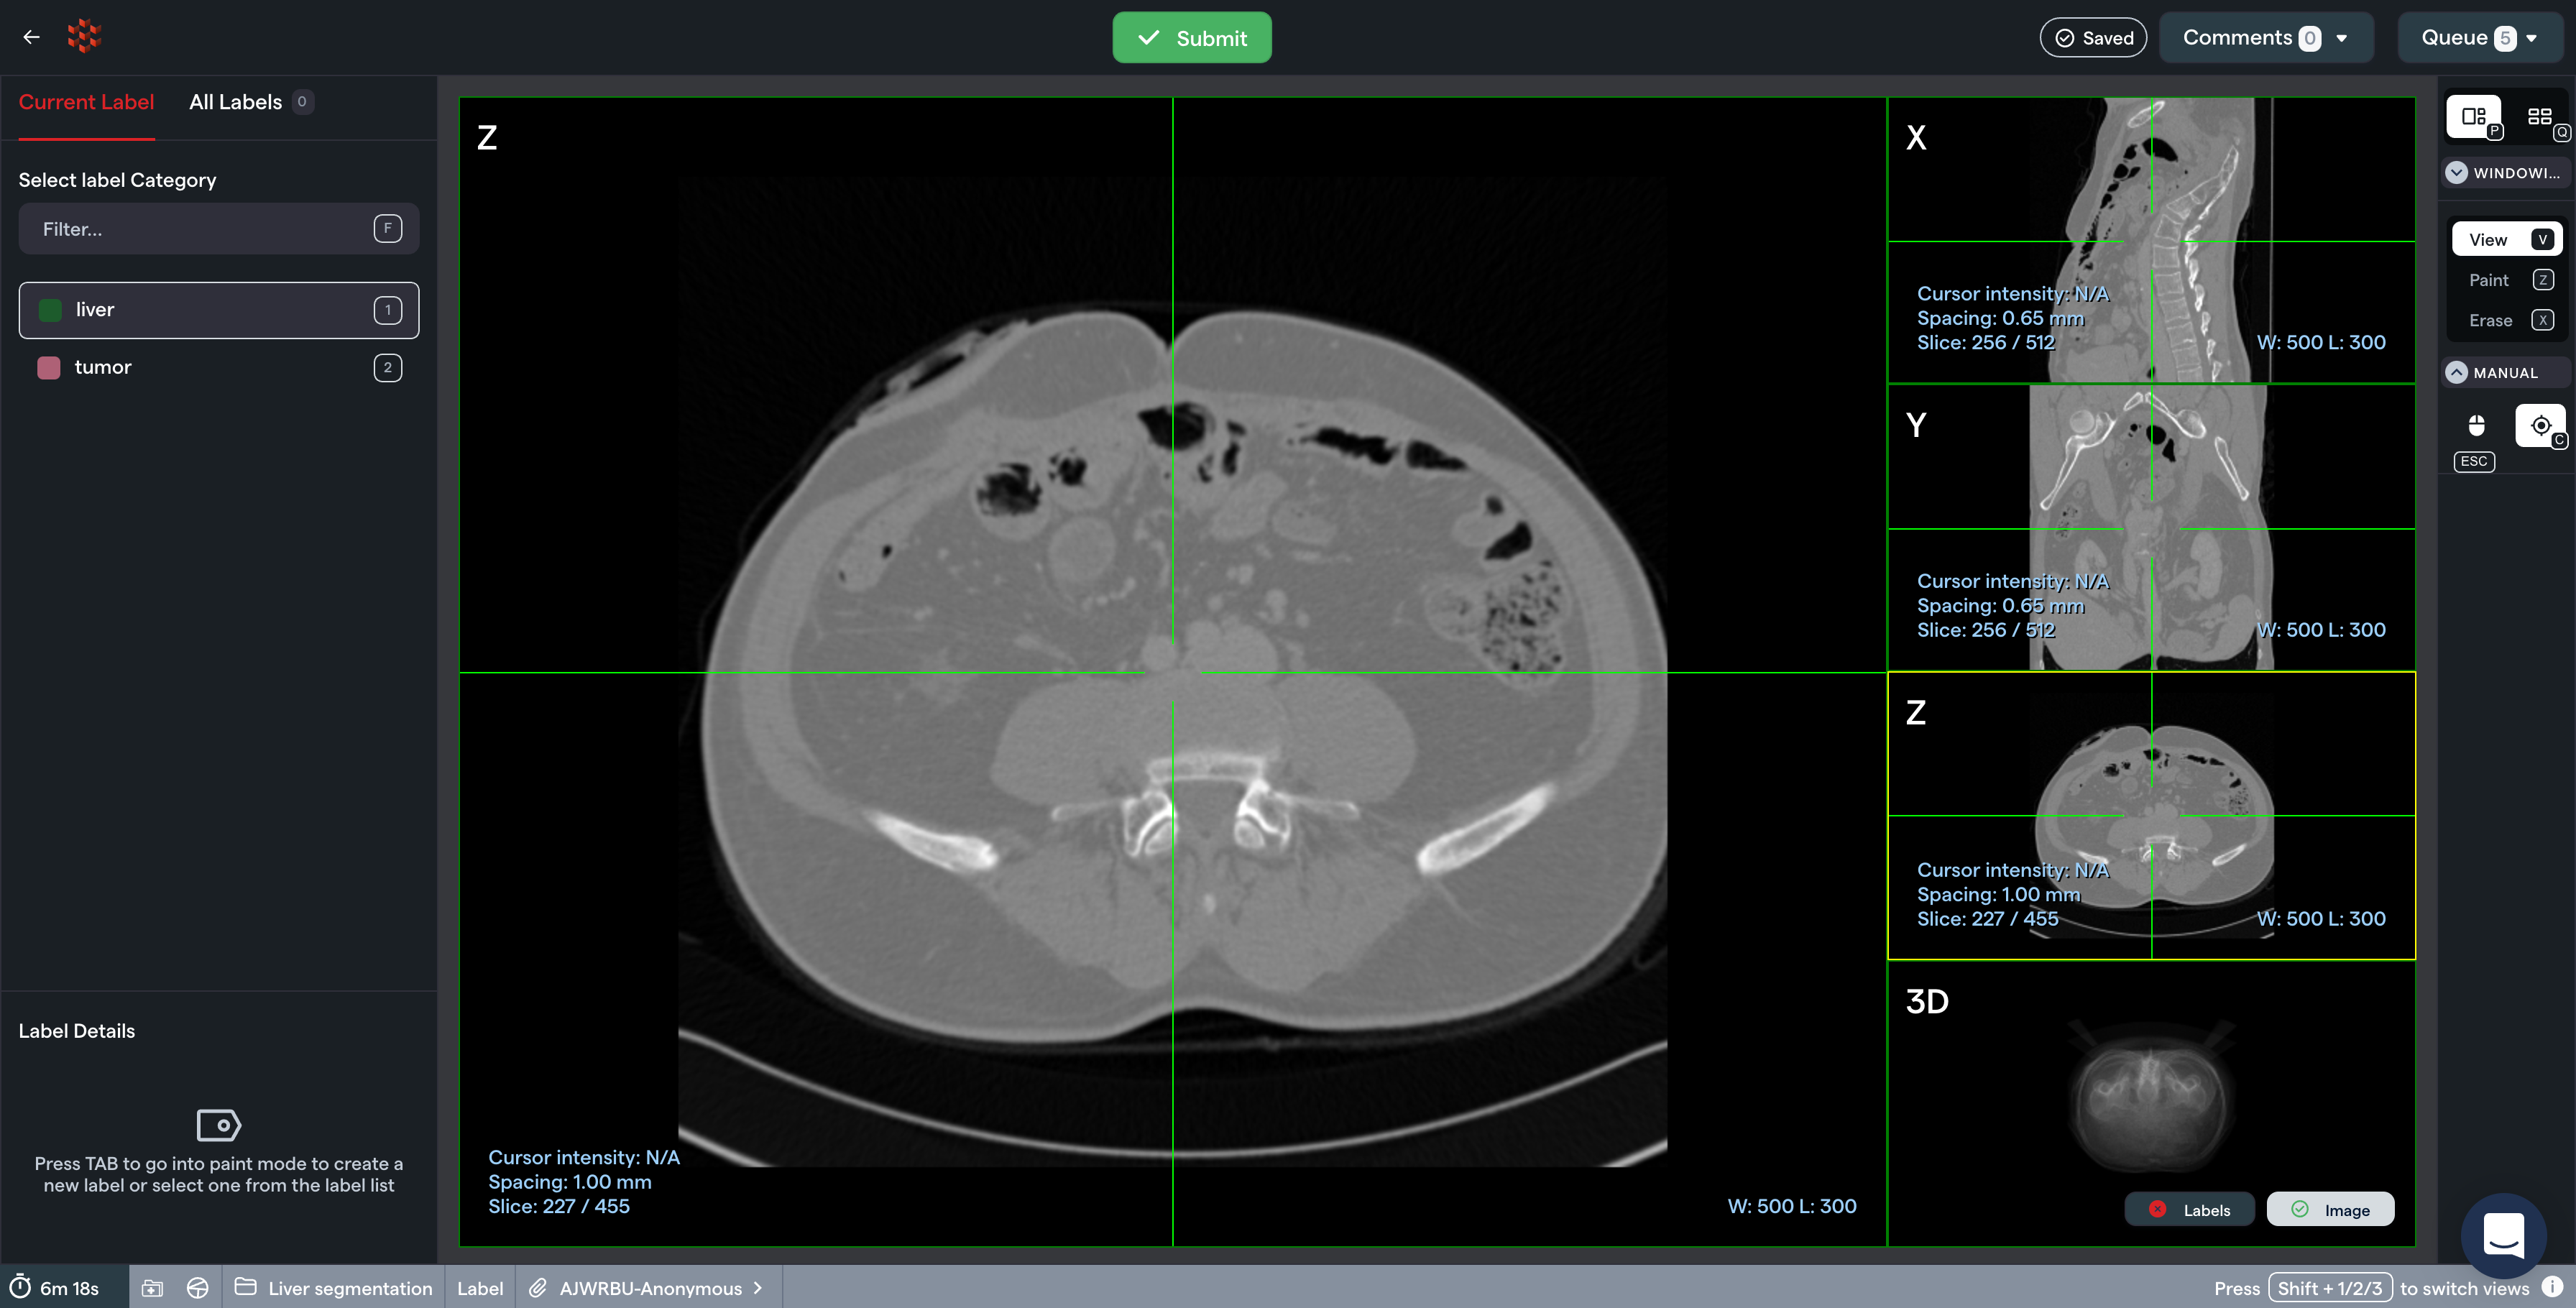 Submit
Saved
Comments 0
Queue 5
Current Label
All Labels 0
Select label Category
Filter... F
liver 1
tumor 2
Label Details
Press TAB to go into paint mode to create a
new label or select one from the label list
Z
Cursor intensity: N/A
Spacing: 1.00 mm
Slice: 227 / 455
W: 500 L: 300
X
Cursor intensity: N/A
Spacing: 0.65 mm
Slice: 256 / 512
W: 500 L: 300
Y
Cursor intensity: N/A
Spacing: 0.65 mm
Slice: 256 / 512
W: 500 L: 300
Z
Cursor intensity: N/A
Spacing: 1.00 mm
Slice: 227 / 455
W: 500 L: 300
3D
Labels
Image
P
Q
WINDOWI...
View V
Paint Z
Erase X
MANUAL
C
ESC
6m 18s
Liver segmentation
Label
AJWRBU-Anonymous
Press Shift + 1/2/3 to switch views